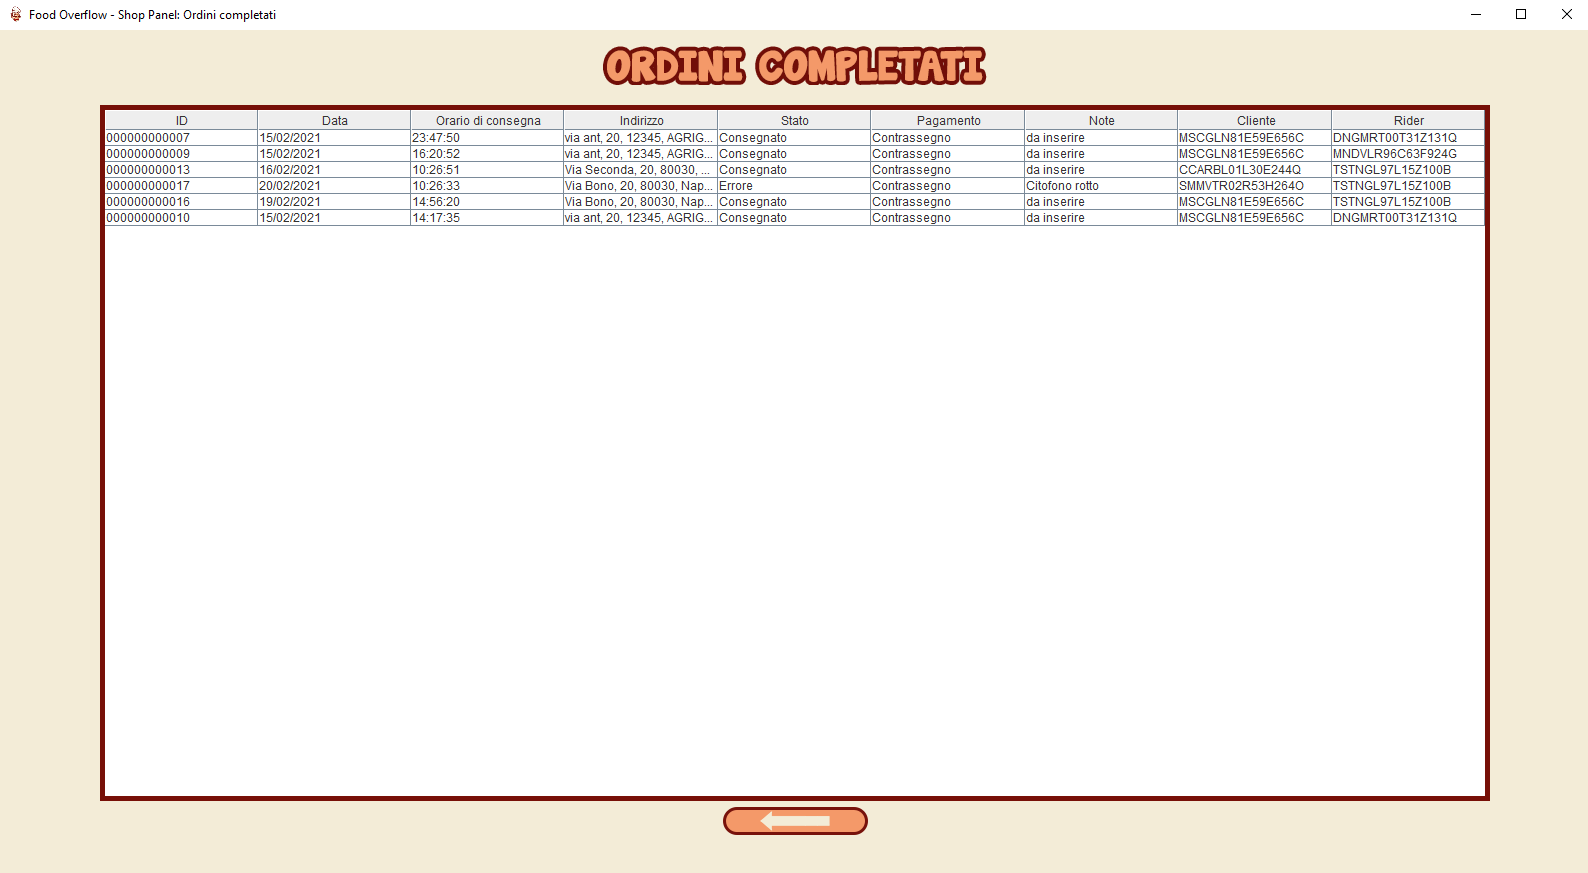 Food Overflow - Shop Panel: Ordini completati
ORDINI COMPLETATI
ID Data Orario di consegna Indirizzo Stato Pagamento Note Cliente Rider
000000000007 15/02/2021 23:47:50 via ant, 20, 12345, AGRIG... Consegnato Contrassegno da inserire MSCGLN81E59E656C DNGMRT00T31Z131Q
000000000009 15/02/2021 16:20:52 via ant, 20, 12345, AGRIG... Consegnato Contrassegno da inserire MSCGLN81E59E656C MNDVLR96C63F924G
000000000013 16/02/2021 10:26:51 Via Seconda, 20, 80030, ... Consegnato Contrassegno da inserire CCARBL01L30E244Q TSTNGL97L15Z100B
000000000017 20/02/2021 10:26:33 Via Bono, 20, 80030, Nap... Errore Contrassegno Citofono rotto SMMVTR02R53H264O TSTNGL97L15Z100B
000000000016 19/02/2021 14:56:20 Via Bono, 20, 80030, Nap... Consegnato Contrassegno da inserire MSCGLN81E59E656C TSTNGL97L15Z100B
000000000010 15/02/2021 14:17:35 via ant, 20, 12345, AGRIG... Consegnato Contrassegno da inserire MSCGLN81E59E656C DNGMRT00T31Z131Q